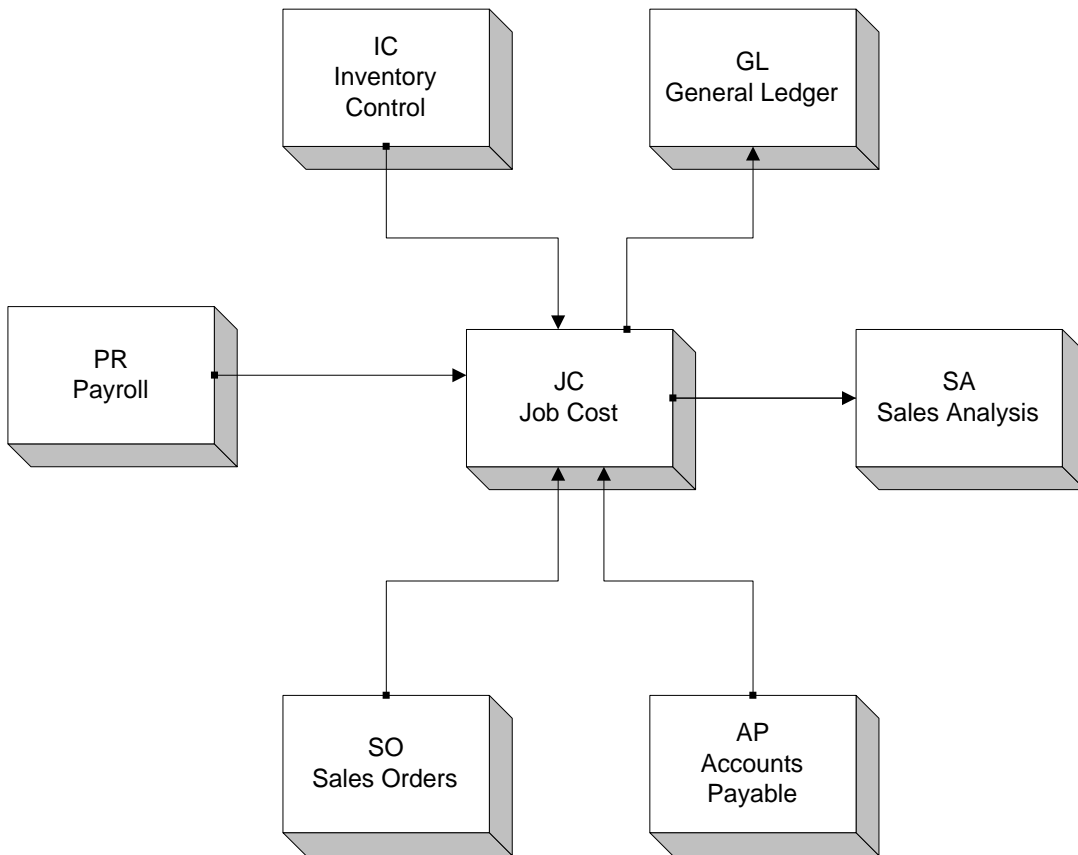 IC
Inventory
Control
GL
General Ledger
PR
Payroll
JC
Job Cost
SA
Sales Analysis
SO
Sales Orders
AP
Accounts
Payable